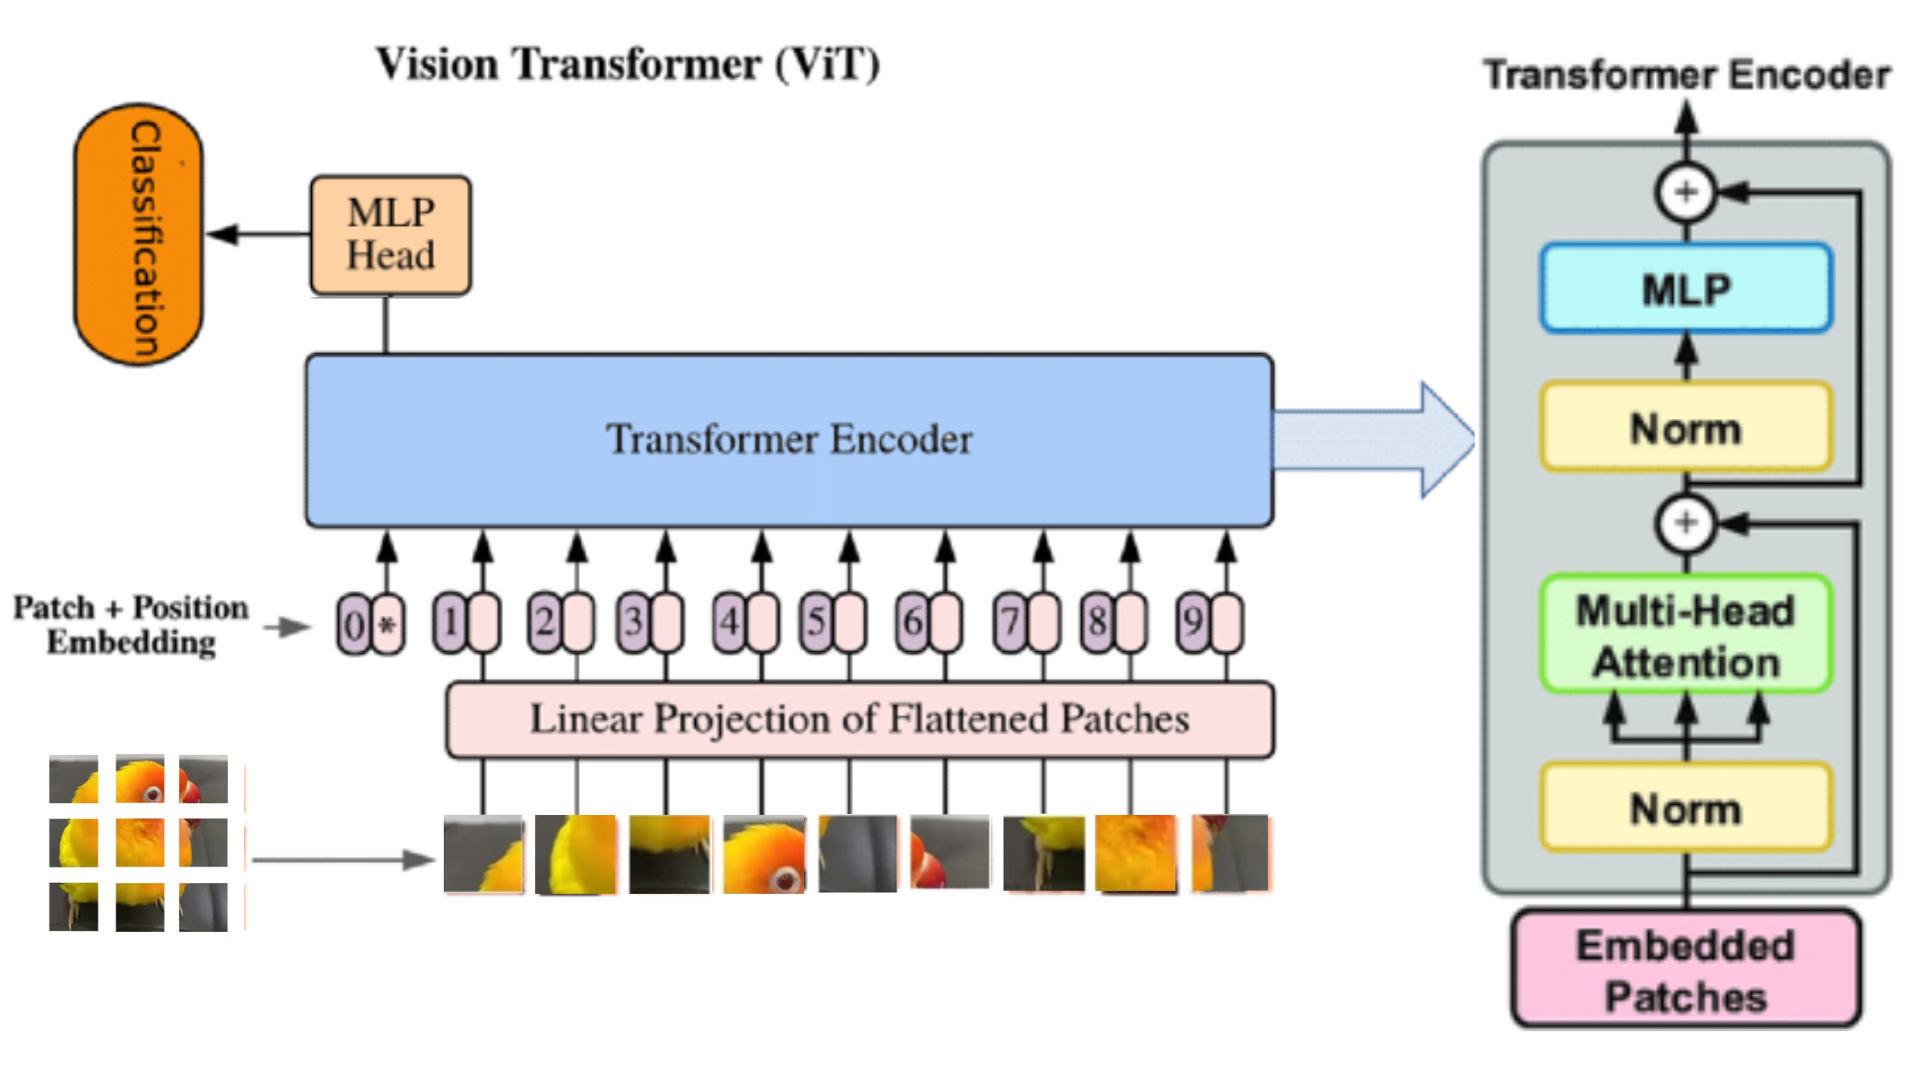 Vision Transformer (ViT)
Classification
MLP
Head
Transformer Encoder
Patch + Position
Embedding
0 * 1 2 3 4 5 6 7 8 9
Linear Projection of Flattened Patches
Transformer Encoder
+
MLP
Norm
+
Multi-Head
Attention
Norm
Embedded
Patches